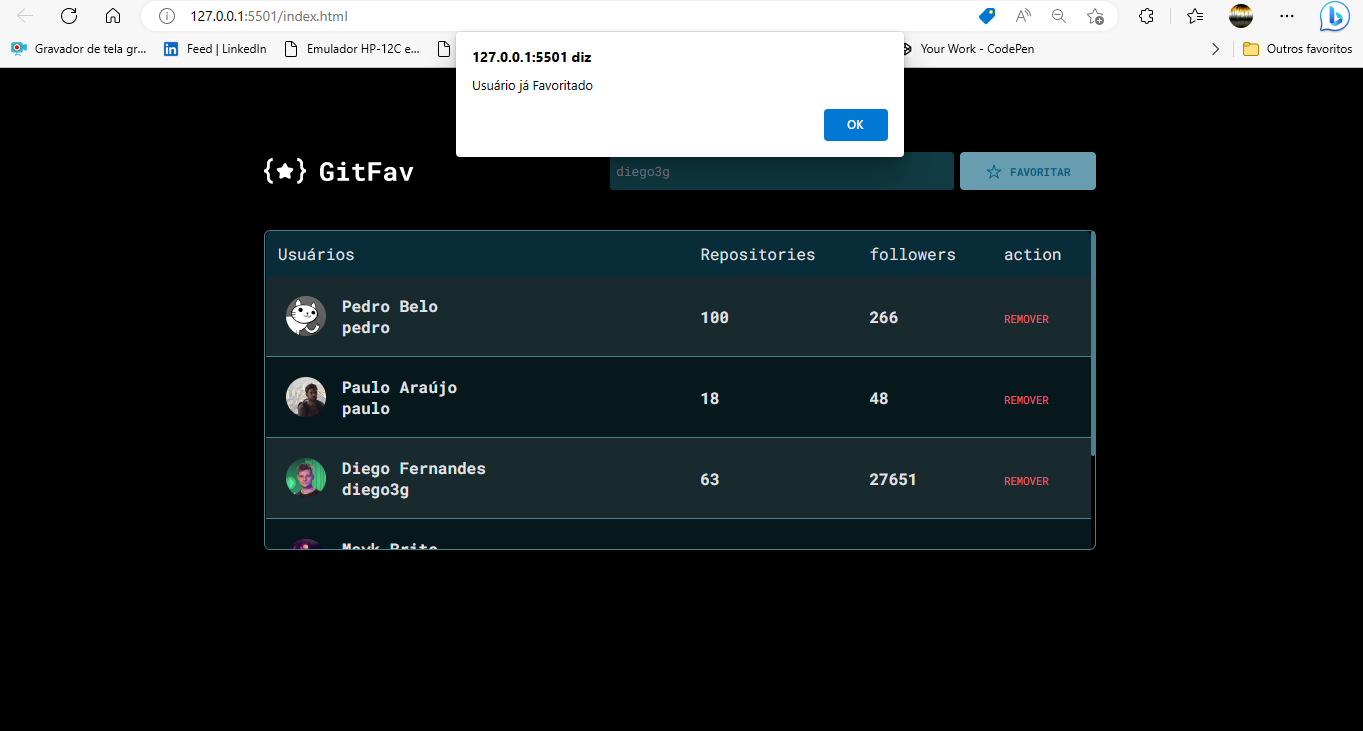 127.0.0.1:5501/index.html
Gravador de tela gr...
Feed | LinkedIn
Emulador HP-12C e...
Your Work - CodePen
Outros favoritos
127.0.0.1:5501 diz
Usuário já Favoritado
OK
GitFav
diego3g
FAVORITAR
Usuários Repositories followers action
Pedro Belo
pedro
100 266 REMOVER
Paulo Araújo
paulo
18 48 REMOVER
Diego Fernandes
diego3g
63 27651 REMOVER
Mayk Brito